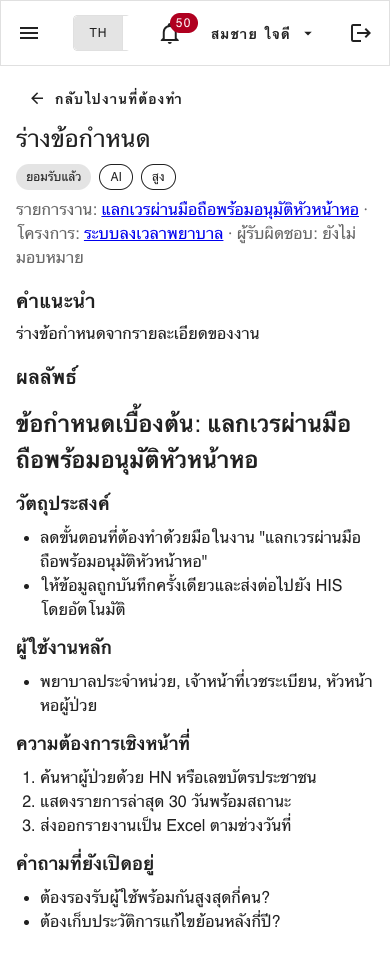 TH
50
สมชาย ใจดี
กลับไปงานที่ต้องทำ
ร่างข้อกำหนด
ยอมรับแล้ว
AI
สูง
รายการงาน: แลกเวรผ่านมือถือพร้อมอนุมัติหัวหน้าหอ ·
โครงการ: ระบบลงเวลาพยาบาล · ผู้รับผิดชอบ: ยังไม่
มอบหมาย
คำแนะนำ
ร่างข้อกำหนดจากรายละเอียดของงาน
ผลลัพธ์
ข้อกำหนดเบื้องต้น: แลกเวรผ่านมือ
ถือพร้อมอนุมัติหัวหน้าหอ
วัตถุประสงค์
• ลดขั้นตอนที่ต้องทำด้วยมือในงาน "แลกเวรผ่านมือ
ถือพร้อมอนุมัติหัวหน้าหอ"
• ให้ข้อมูลถูกบันทึกครั้งเดียวและส่งต่อไปยัง HIS
โดยอัตโนมัติ
ผู้ใช้งานหลัก
• พยาบาลประจำหน่วย, เจ้าหน้าที่เวชระเบียน, หัวหน้า
หอผู้ป่วย
ความต้องการเชิงหน้าที่
1. ค้นหาผู้ป่วยด้วย HN หรือเลขบัตรประชาชน
2. แสดงรายการล่าสุด 30 วันพร้อมสถานะ
3. ส่งออกรายงานเป็น Excel ตามช่วงวันที่
คำถามที่ยังเปิดอยู่
• ต้องรองรับผู้ใช้พร้อมกันสูงสุดกี่คน?
• ต้องเก็บประวัติการแก้ไขย้อนหลังกี่ปี?